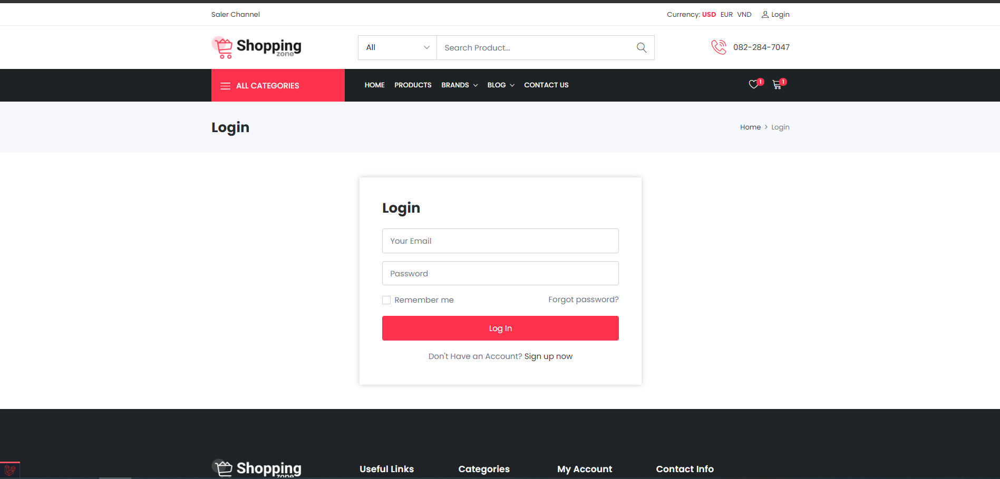 Saler Channel
Currency: USD EUR VND Login
Shopping
zone
All
Search Product...
082-284-7047
ALL CATEGORIES
HOME PRODUCTS BRANDS BLOG CONTACT US
1 1
Login
Home > Login
Login
Your Email
Password
Remember me
Forgot password?
Log In
Don't Have an Account? Sign up now
Shopping
zone
Useful Links
Categories
My Account
Contact Info